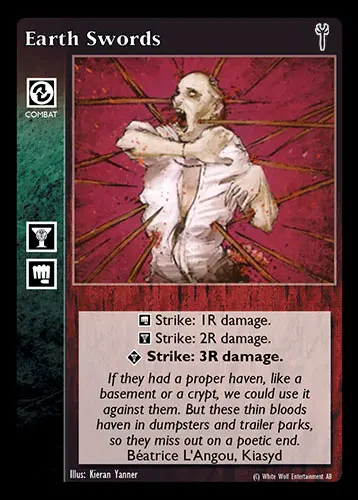 Earth Swords
COMBAT
Strike: 1R damage.
Strike: 2R damage.
Strike: 3R damage.
If they had a proper haven, like a
basement or a crypt, we could use it
against them. But these thin bloods
haven in dumpsters and trailer parks,
so they miss out on a poetic end.
Béatrice L'Angou, Kiasyd
Illus: Kieran Yanner
(C) White Wolf Entertainment AB